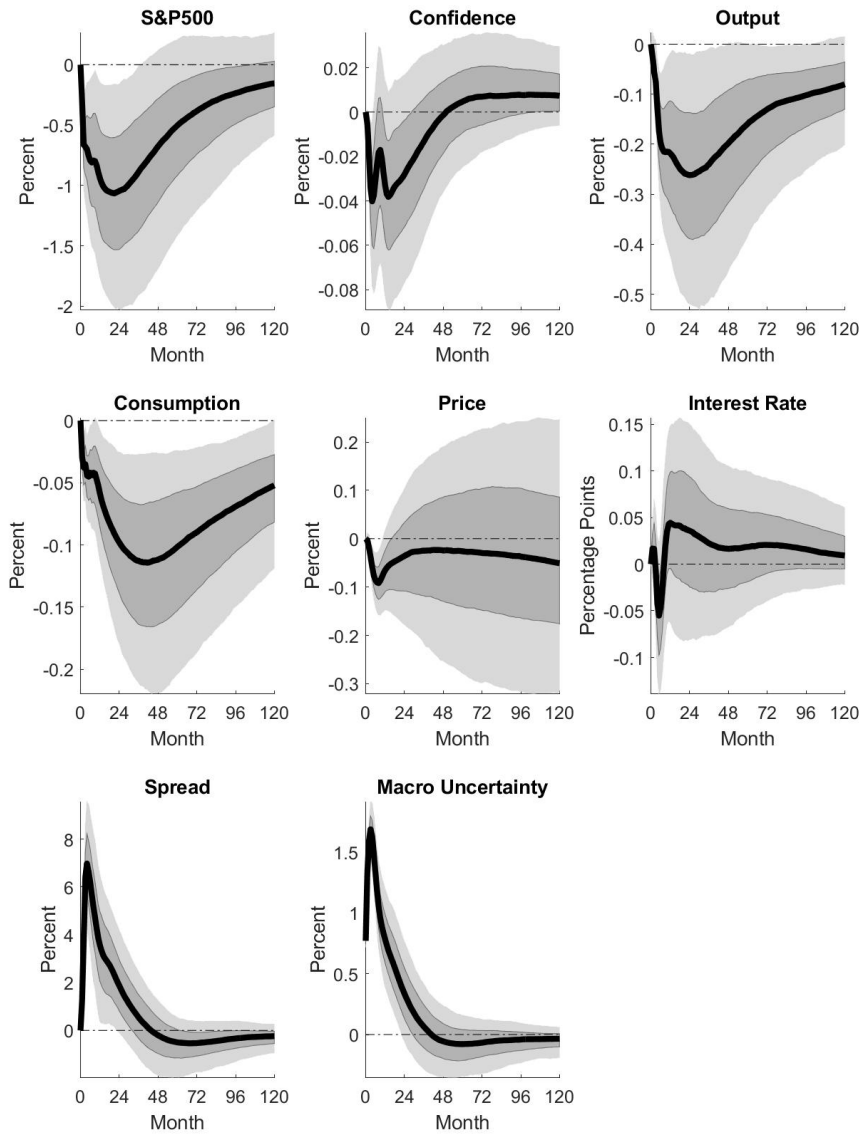 S&P500
Confidence
Output
0
-0.5
-1
-1.5
-2
Percent
0 24 48 72 96 120
Month
0.02
0
-0.02
-0.04
-0.06
-0.08
Percent
0 24 48 72 96 120
Month
0
-0.1
-0.2
-0.3
-0.4
-0.5
Percent
0 24 48 72 96 120
Month
Consumption
Price
Interest Rate
0
-0.05
-0.1
-0.15
-0.2
Percent
0 24 48 72 96 120
Month
0.2
0.1
0
-0.1
-0.2
-0.3
Percent
0 24 48 72 96 120
Month
0.15
0.1
0.05
0
-0.05
-0.1
Percentage Points
0 24 48 72 96 120
Month
Spread
Macro Uncertainty
8
6
4
2
0
Percent
0 24 48 72 96 120
Month
1.5
1
0.5
0
Percent
0 24 48 72 96 120
Month